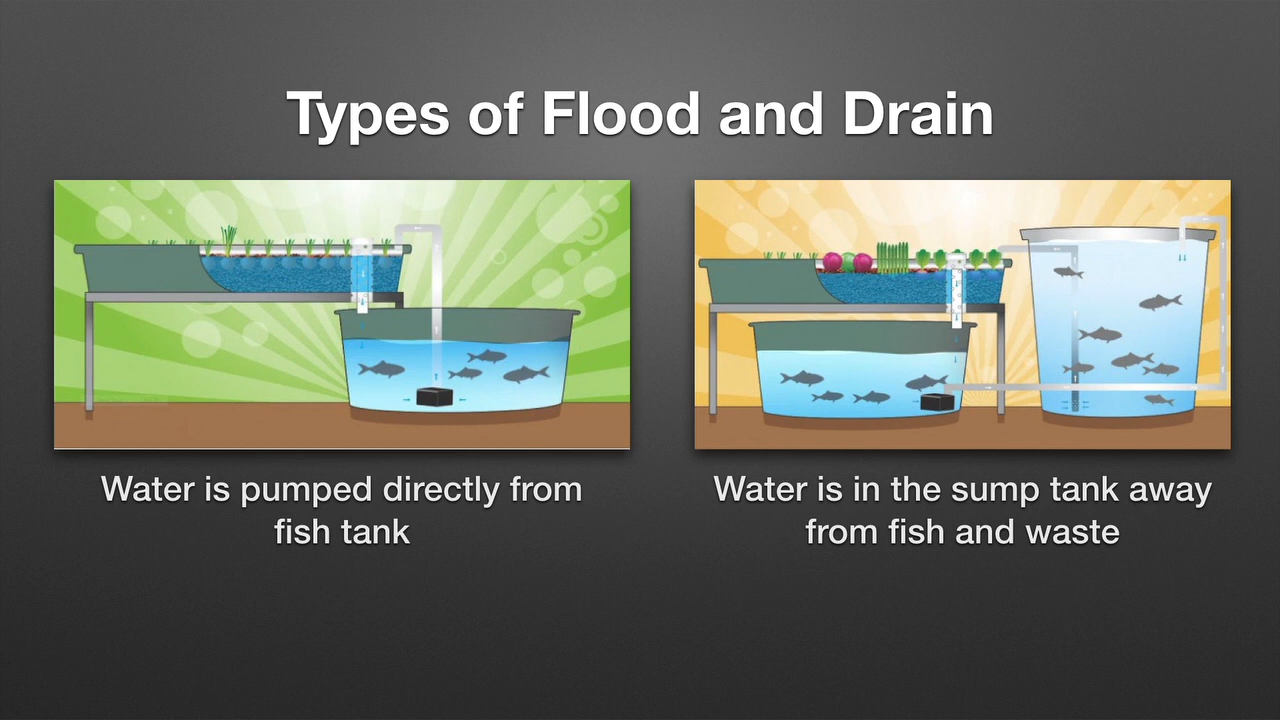 Types of Flood and Drain
Water is pumped directly from
fish tank
Water is in the sump tank away
from fish and waste